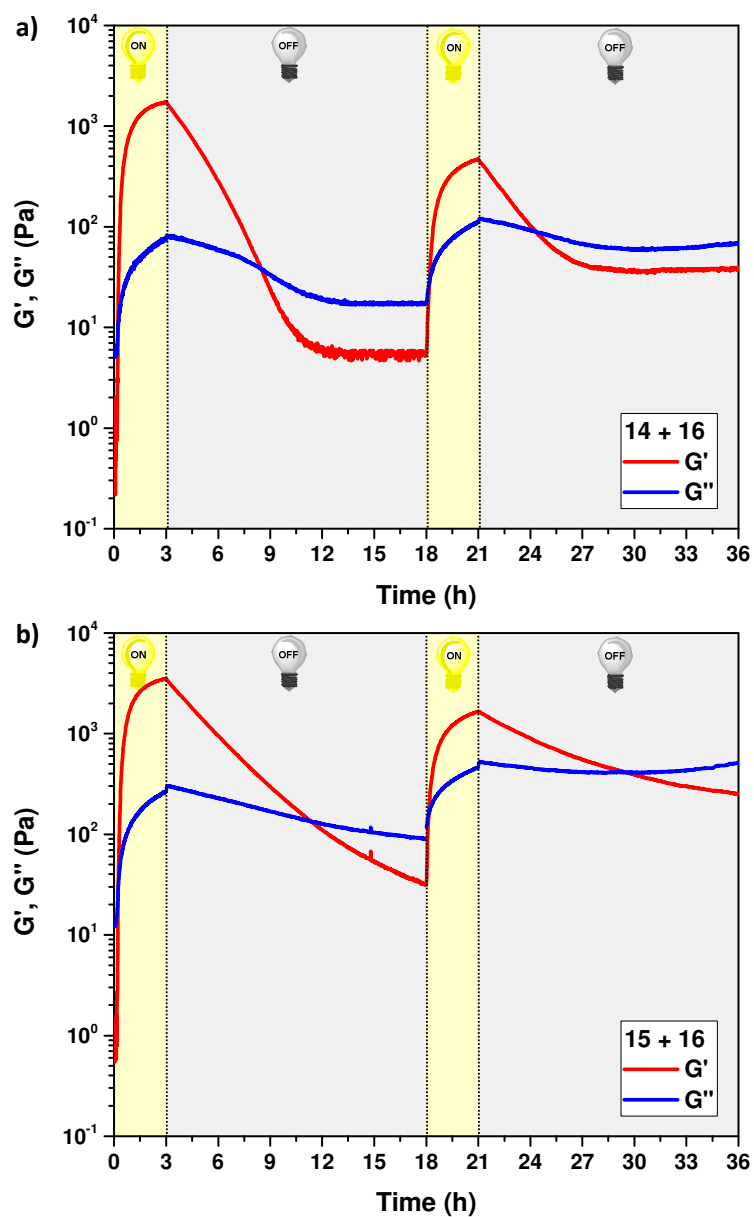 a)
ON OFF ON OFF
10^4
10^3
10^2
10^1
10^0
10^-1
G', G'' (Pa)
14 + 16
G'
G''
0 3 6 9 12 15 18 21 24 27 30 33 36
Time (h)
b)
ON OFF ON OFF
10^4
10^3
10^2
10^1
10^0
10^-1
G', G'' (Pa)
15 + 16
G'
G''
0 3 6 9 12 15 18 21 24 27 30 33 36
Time (h)